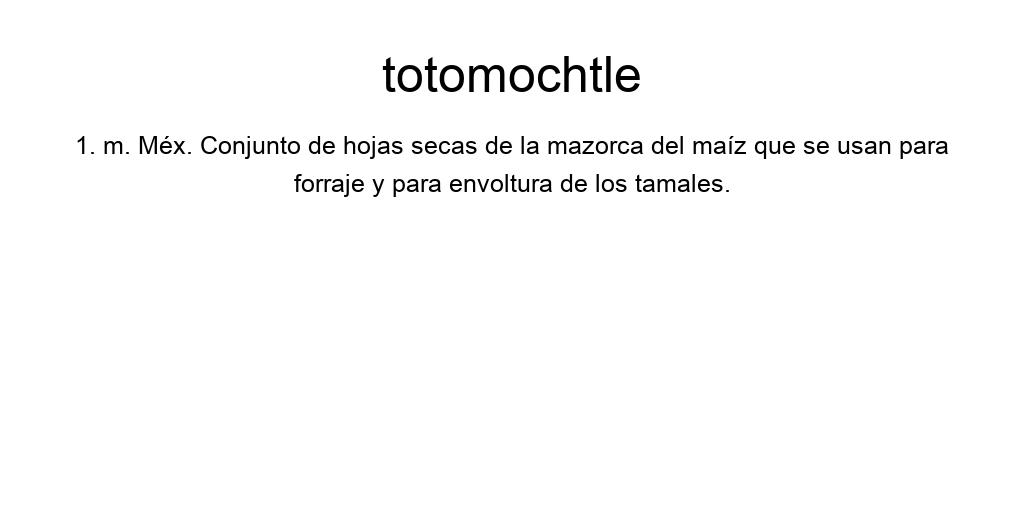 totomochtle
1. m. Méx. Conjunto de hojas secas de la mazorca del maíz que se usan para
forraje y para envoltura de los tamales.